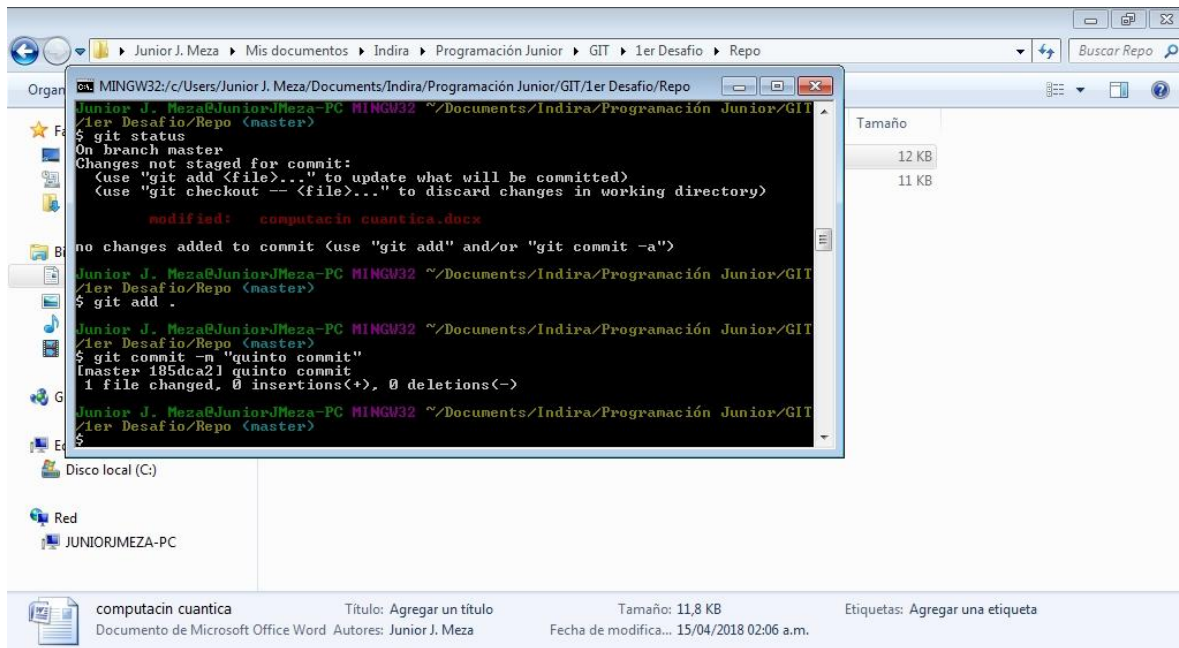 Junior J. Meza ▸ Mis documentos ▸ Indira ▸ Programación Junior ▸ GIT ▸ 1er Desafio ▸ Repo
Buscar Repo
Organ
MINGW32:/c/Users/Junior J. Meza/Documents/Indira/Programación Junior/GIT/1er Desafio/Repo
Tamaño
12 KB
11 KB
Junior J. Meza@JuniorJMeza-PC MINGW32 ~/Documents/Indira/Programación Junior/GIT
/1er Desafio/Repo (master)
$ git status
On branch master
Changes not staged for commit:
(use "git add <file>..." to update what will be committed)
(use "git checkout -- <file>..." to discard changes in working directory)
modified: computacin cuantica.docx
no changes added to commit (use "git add" and/or "git commit -a")
Junior J. Meza@JuniorJMeza-PC MINGW32 ~/Documents/Indira/Programación Junior/GIT
/1er Desafio/Repo (master)
$ git add .
Junior J. Meza@JuniorJMeza-PC MINGW32 ~/Documents/Indira/Programación Junior/GIT
/1er Desafio/Repo (master)
$ git commit -m "quinto commit"
[master 185dca2] quinto commit
1 file changed, 0 insertions(+), 0 deletions(-)
Junior J. Meza@JuniorJMeza-PC MINGW32 ~/Documents/Indira/Programación Junior/GIT
/1er Desafio/Repo (master)
$
Fa
Bi
G
Ec
Disco local (C:)
Red
JUNIORJMEZA-PC
computacin cuantica
Título: Agregar un título
Tamaño: 11,8 KB
Etiquetas: Agregar una etiqueta
Documento de Microsoft Office Word
Autores: Junior J. Meza
Fecha de modifica... 15/04/2018 02:06 a.m.